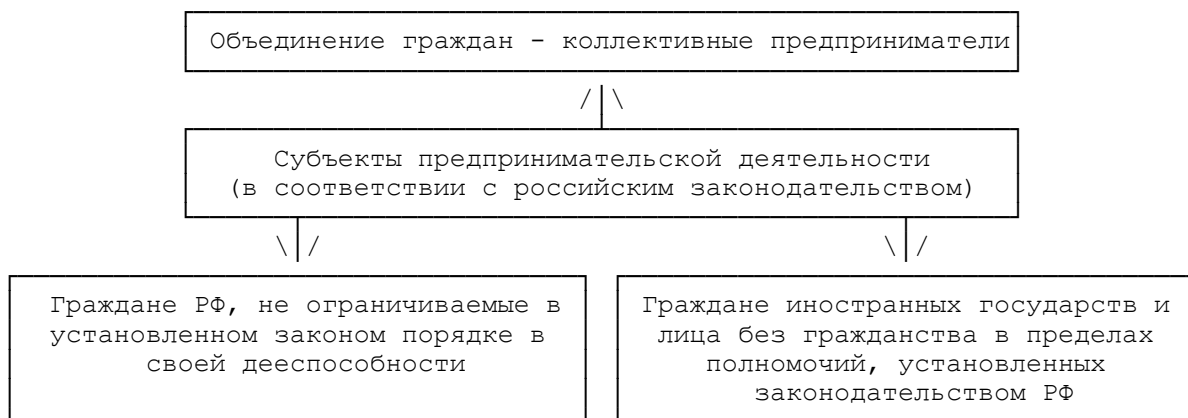 Объединение граждан - коллективные предприниматели
Субъекты предпринимательской деятельности
(в соответствии с российским законодательством)
Граждане РФ, не ограничиваемые в
установленном законом порядке в
своей дееспособности
Граждане иностранных государств и
лица без гражданства в пределах
полномочий, установленных
законодательством РФ